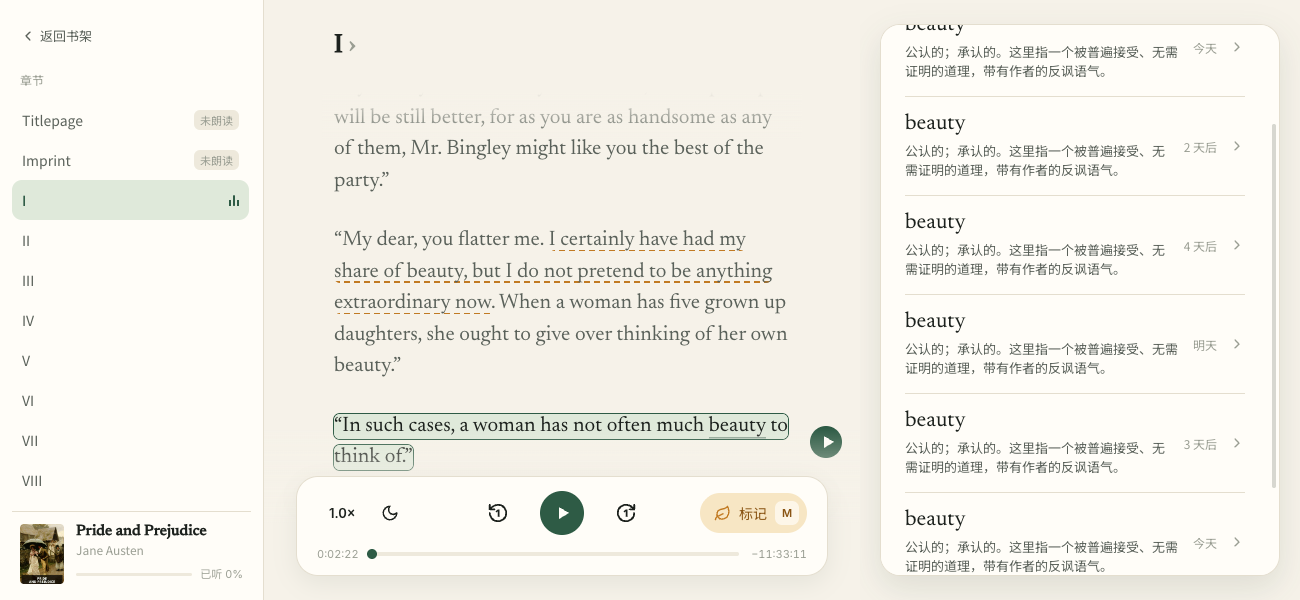 返回书架
章节
Titlepage 未朗读
Imprint 未朗读
I
II
III
IV
V
VI
VII
VIII
Pride and Prejudice
Jane Austen
已听 0%
I
will be still better, for as you are as handsome as any
of them, Mr. Bingley might like you the best of the
party.”
“My dear, you flatter me. I certainly have had my
share of beauty, but I do not pretend to be anything
extraordinary now. When a woman has five grown up
daughters, she ought to give over thinking of her own
beauty.”
“In such cases, a woman has not often much beauty to
think of.”
1.0×
1
1
标记 M
0:02:22
−11:33:11
beauty
公认的；承认的。这里指一个被普遍接受、无需
证明的道理，带有作者的反讽语气。
今天
beauty
公认的；承认的。这里指一个被普遍接受、无
需证明的道理，带有作者的反讽语气。
2 天后
beauty
公认的；承认的。这里指一个被普遍接受、无
需证明的道理，带有作者的反讽语气。
4 天后
beauty
公认的；承认的。这里指一个被普遍接受、无需
证明的道理，带有作者的反讽语气。
明天
beauty
公认的；承认的。这里指一个被普遍接受、无
需证明的道理，带有作者的反讽语气。
3 天后
beauty
公认的；承认的。这里指一个被普遍接受、无需
证明的道理，带有作者的反讽语气。
今天